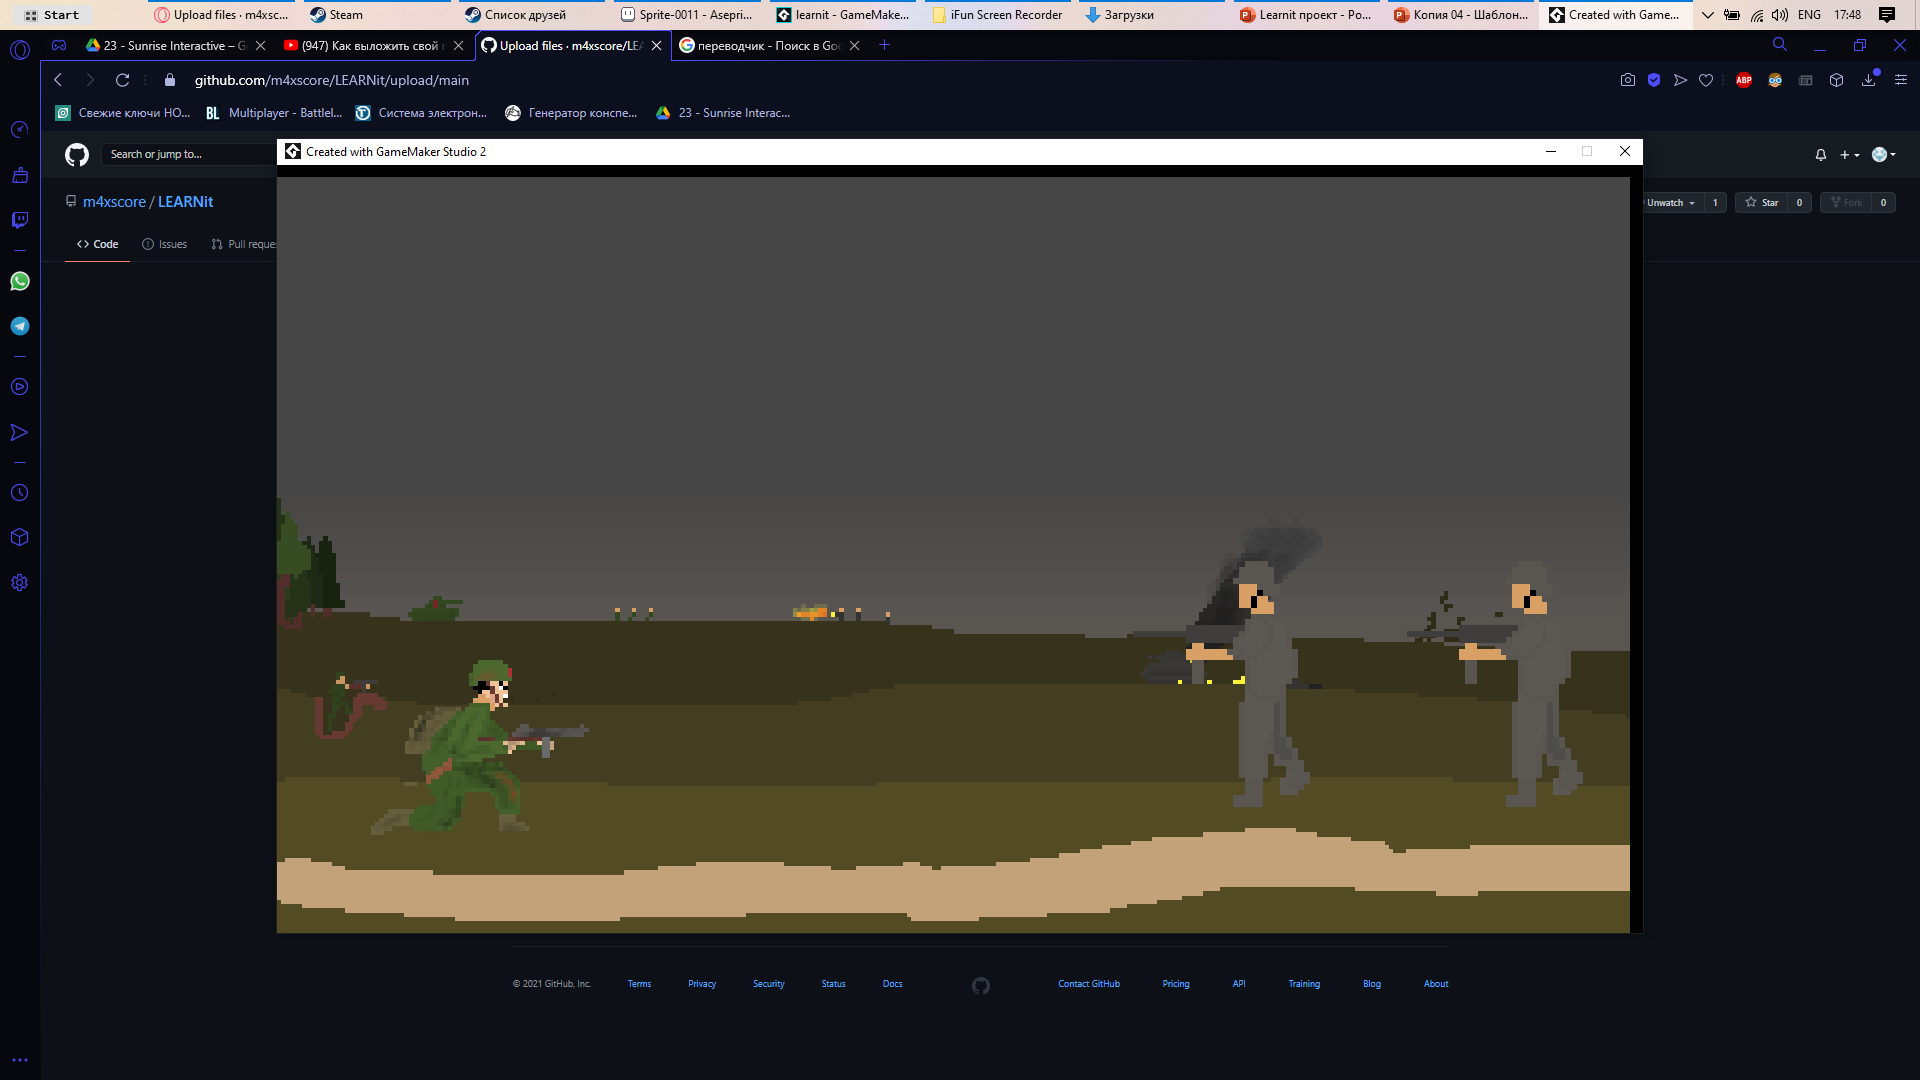 Start
Upload files · m4xsc...
Steam
Список друзей
Sprite-0011 - Asepri...
learnit - GameMake...
iFun Screen Recorder
Загрузки
Learnit проект - Po...
Копия 04 - Шаблон...
Created with Game...
ENG
17:48
23 - Sunrise Interactive – G
(947) Как выложить свой
Upload files · m4xscore/LEA
переводчик - Поиск в Goo
github.com/m4xscore/LEARNit/upload/main
Свежие ключи НО...
BL Multiplayer - Battlel...
Система электрон...
Генератор конспе...
23 - Sunrise Interac...
Search or jump to...
Created with GameMaker Studio 2
m4xscore / LEARNit
Unwatch 1
Star 0
Fork 0
Code
Issues
Pull reque
© 2021 GitHub, Inc.
Terms
Privacy
Security
Status
Docs
Contact GitHub
Pricing
API
Training
Blog
About